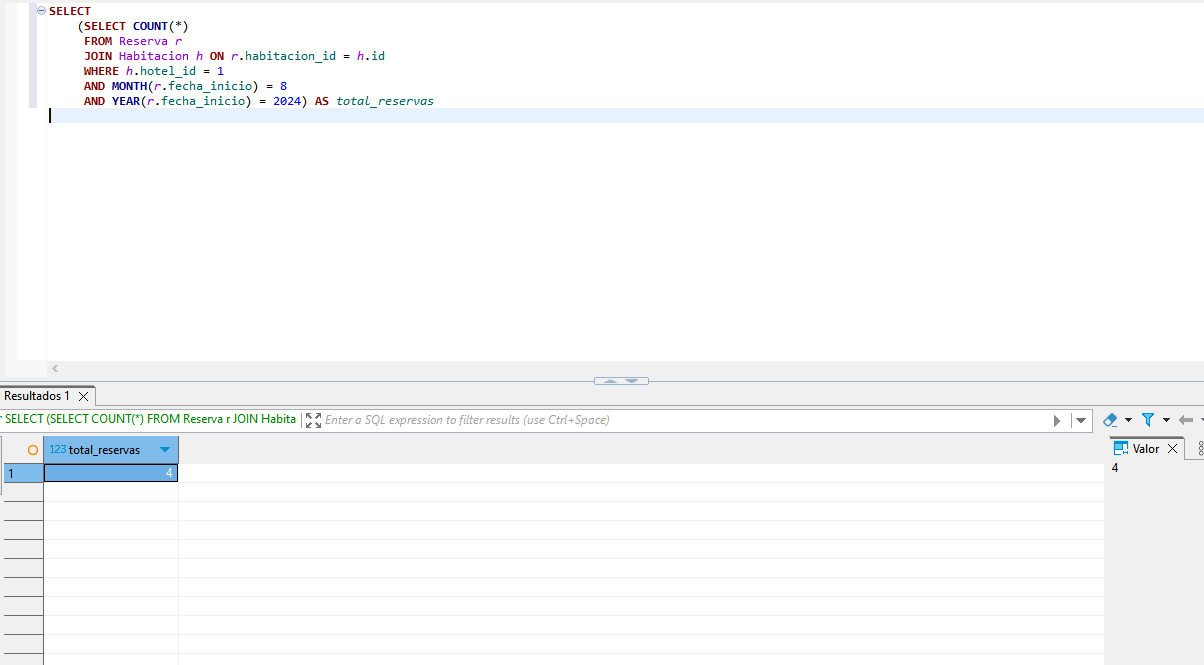 SELECT
(SELECT COUNT(*)
FROM Reserva r
JOIN Habitacion h ON r.habitacion_id = h.id
WHERE h.hotel_id = 1
AND MONTH(r.fecha_inicio) = 8
AND YEAR(r.fecha_inicio) = 2024) AS total_reservas
Resultados 1
SELECT (SELECT COUNT(*) FROM Reserva r JOIN Habita
Enter a SQL expression to filter results (use Ctrl+Space)
123 total_reservas
Valor
1
4
4